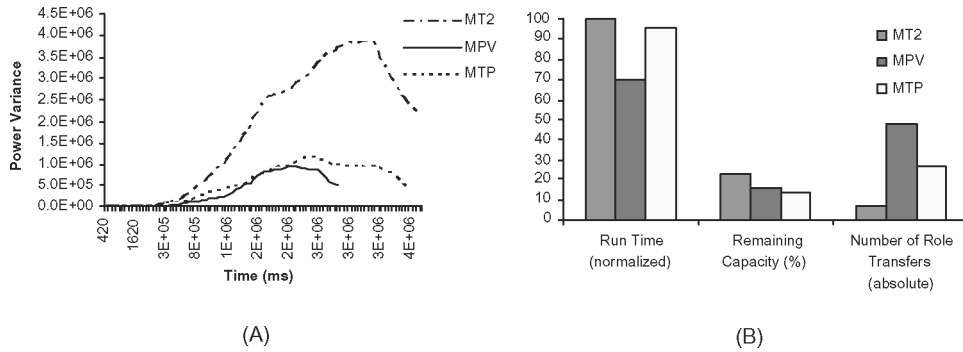 4.5E+06
4.0E+06
3.5E+06
3.0E+06
2.5E+06
2.0E+06
1.5E+06
1.0E+06
5.0E+05
0.0E+00
Power Variance
MT2
MPV
MTP
420
1620
3E+05
8E+05
1E+06
2E+06
2E+06
3E+06
3E+06
3E+06
4E+06
Time (ms)
(A)
100
90
80
70
60
50
40
30
20
10
0
MT2
MPV
MTP
Run Time
(normalized)
Remaining
Capacity (%)
Number of Role
Transfers
(absolute)
(B)